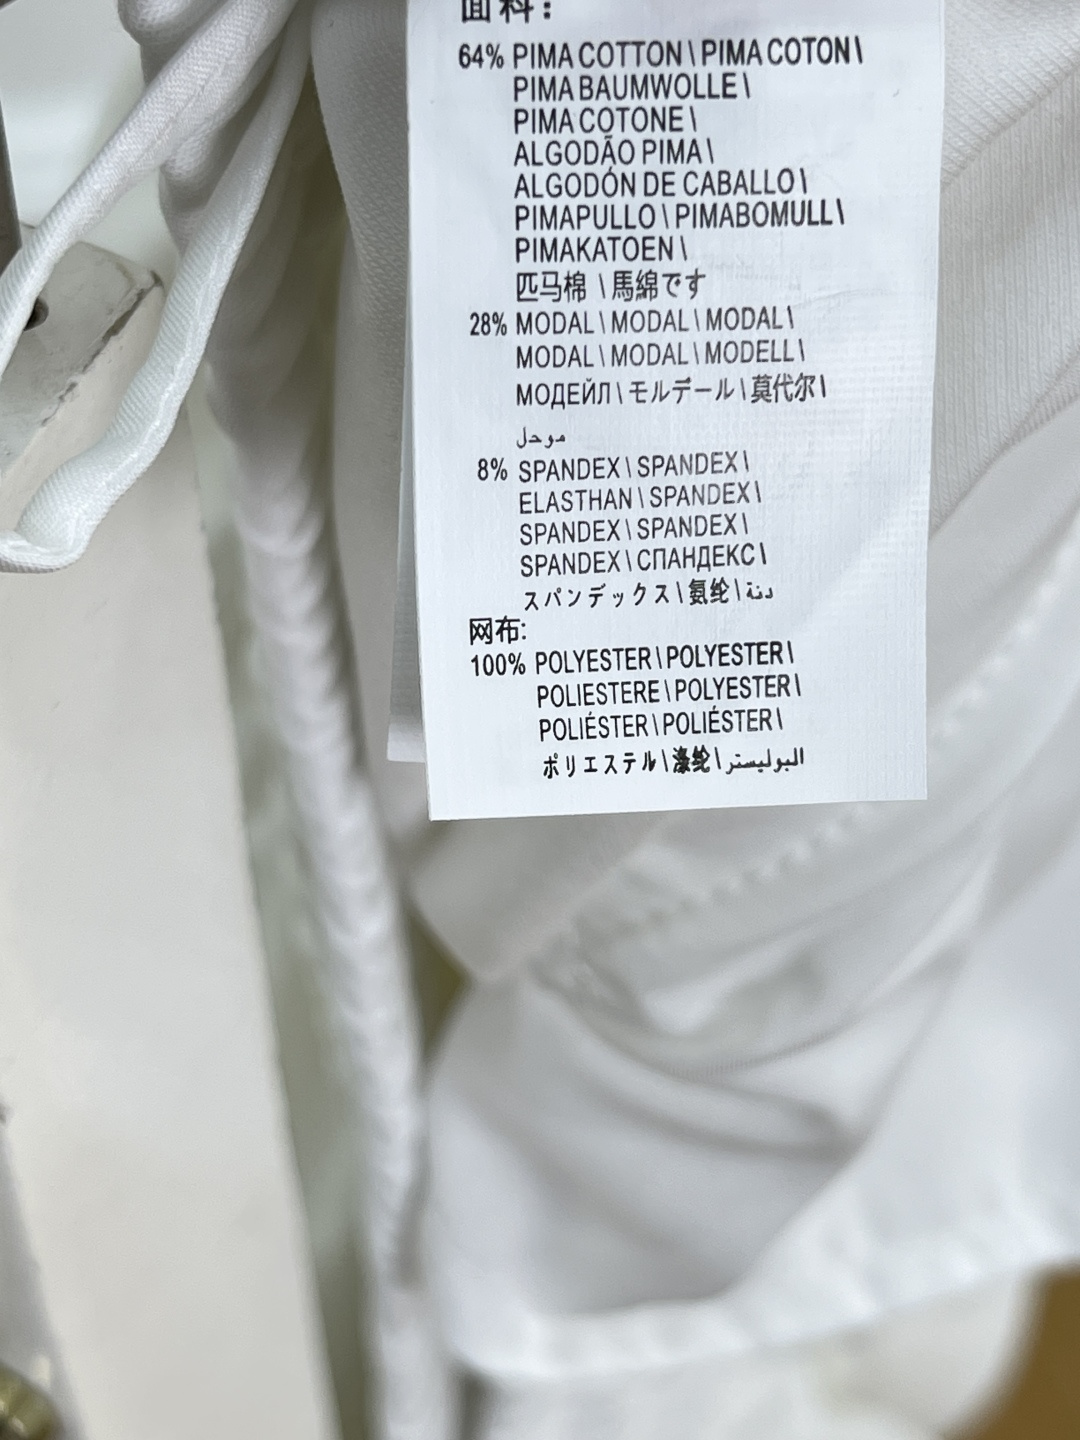 面料:
64% PIMA COTTON \ PIMA COTON \
PIMA BAUMWOLLE \
PIMA COTONE \
ALGODÃO PIMA \
ALGODÓN DE CABALLO \
PIMAPULLO \ PIMABOMULL \
PIMAKATOEN \
匹马棉 \ 馬綿です
28% MODAL \ MODAL \ MODAL \
MODAL \ MODAL \ MODELL \
МОДЕЙЛ \ モルデール \ 莫代尔 \
موحل
8% SPANDEX \ SPANDEX \
ELASTHAN \ SPANDEX \
SPANDEX \ SPANDEX \
SPANDEX \ СПАНДЕКС \
スパンデックス \ 氨纶 \ دنة
网布:
100% POLYESTER \ POLYESTER \
POLIESTERE \ POLYESTER \
POLIÉSTER \ POLIÉSTER \
ポリエステル \ 涤纶 \ البوليستر